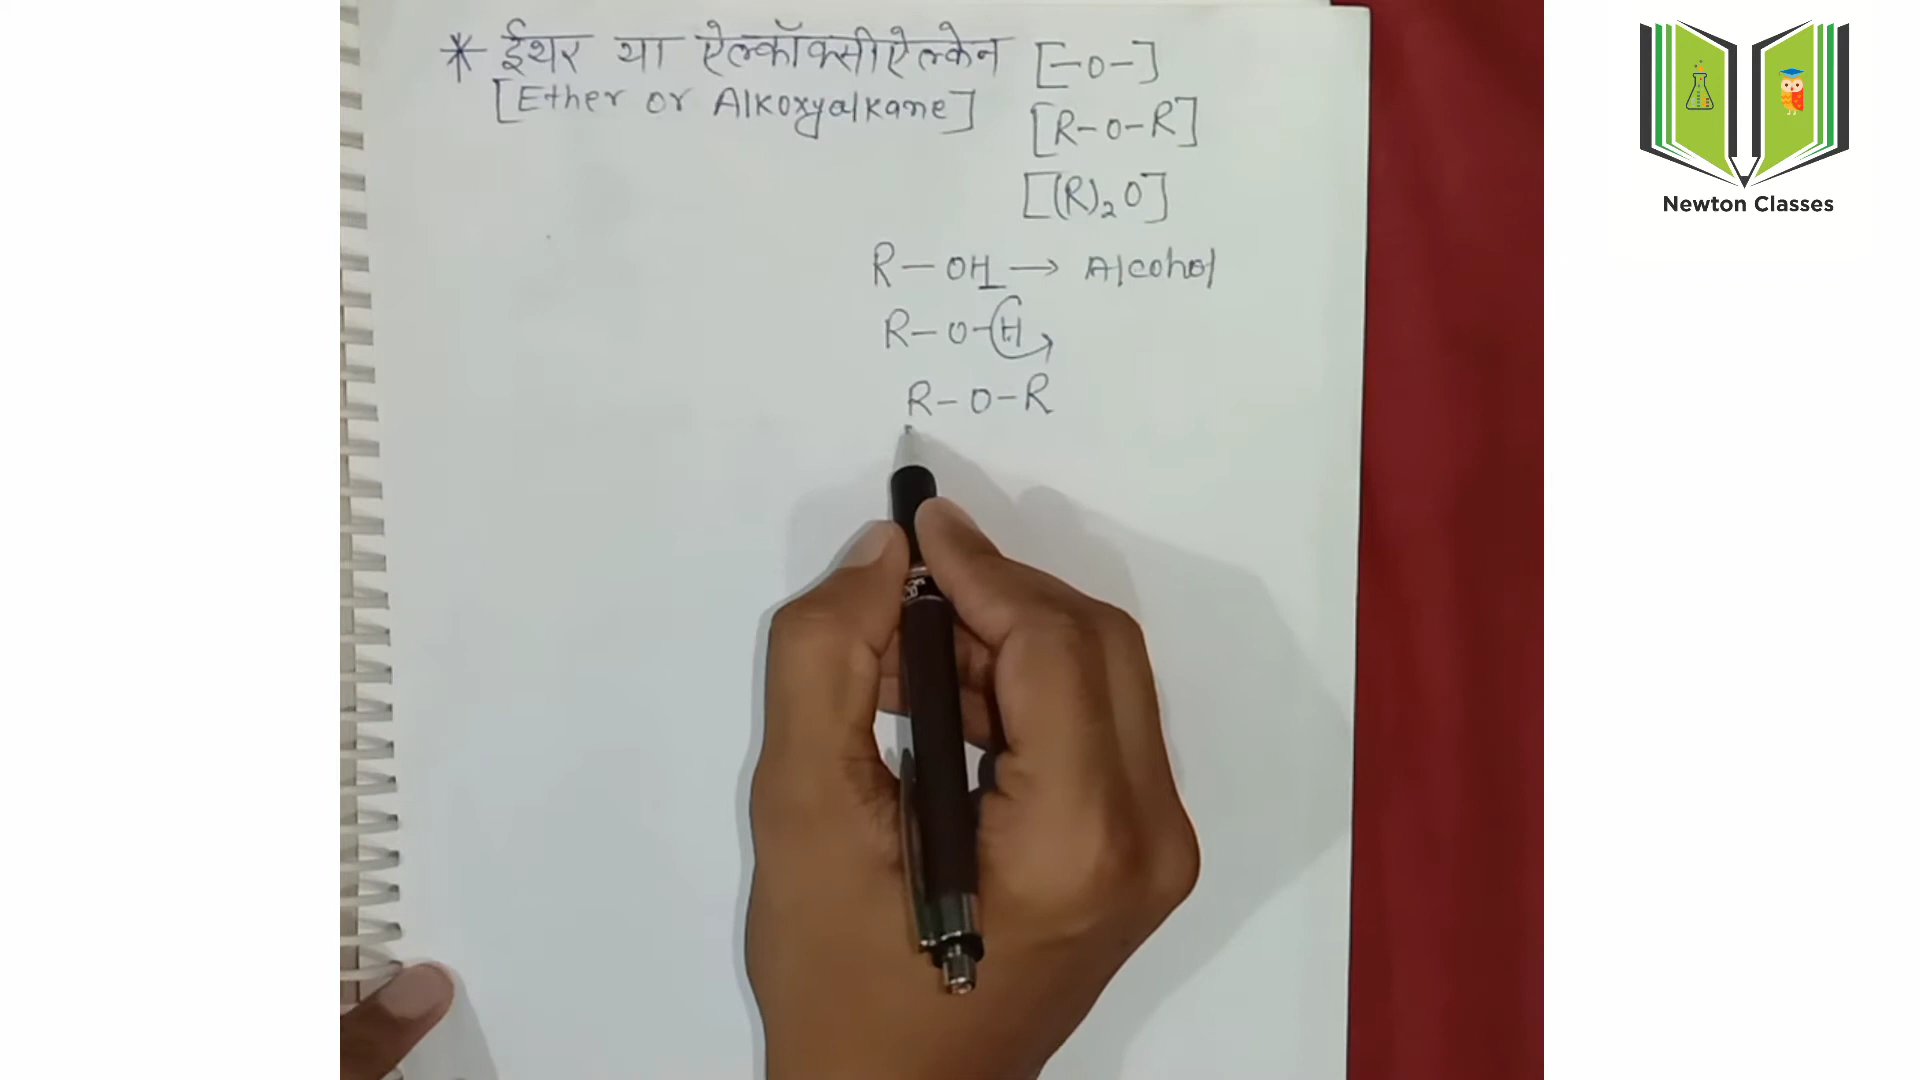 * ईथर या ऐल्कॉक्सीऐल्केन [-O-]
[Ether or Alkoxyalkane]
[R-O-R]
[(R)₂O]
R — OH → Alcohol
R - O - H
R - O - R
Newton Classes